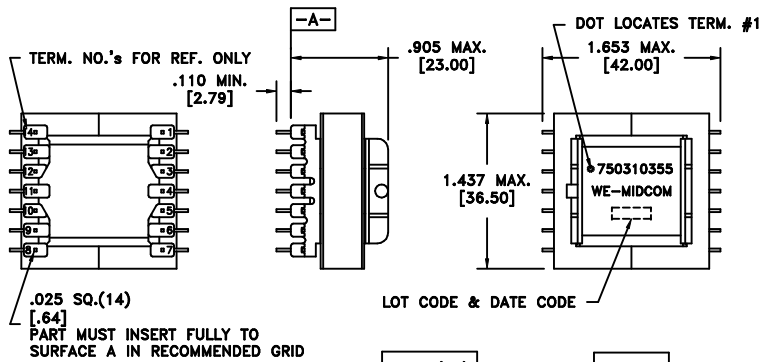 -A-
DOT LOCATES TERM. #1
TERM. NO.'s FOR REF. ONLY
.905 MAX.
[23.00]
1.653 MAX.
[42.00]
.110 MIN.
[2.79]
4 1
3 2
2 3
1 4
0 5
9 6
8 7
1.437 MAX.
[36.50]
750310355
WE-MIDCOM
.025 SQ.(14)
[.64]
LOT CODE & DATE CODE
PART MUST INSERT FULLY TO
SURFACE A IN RECOMMENDED GRID